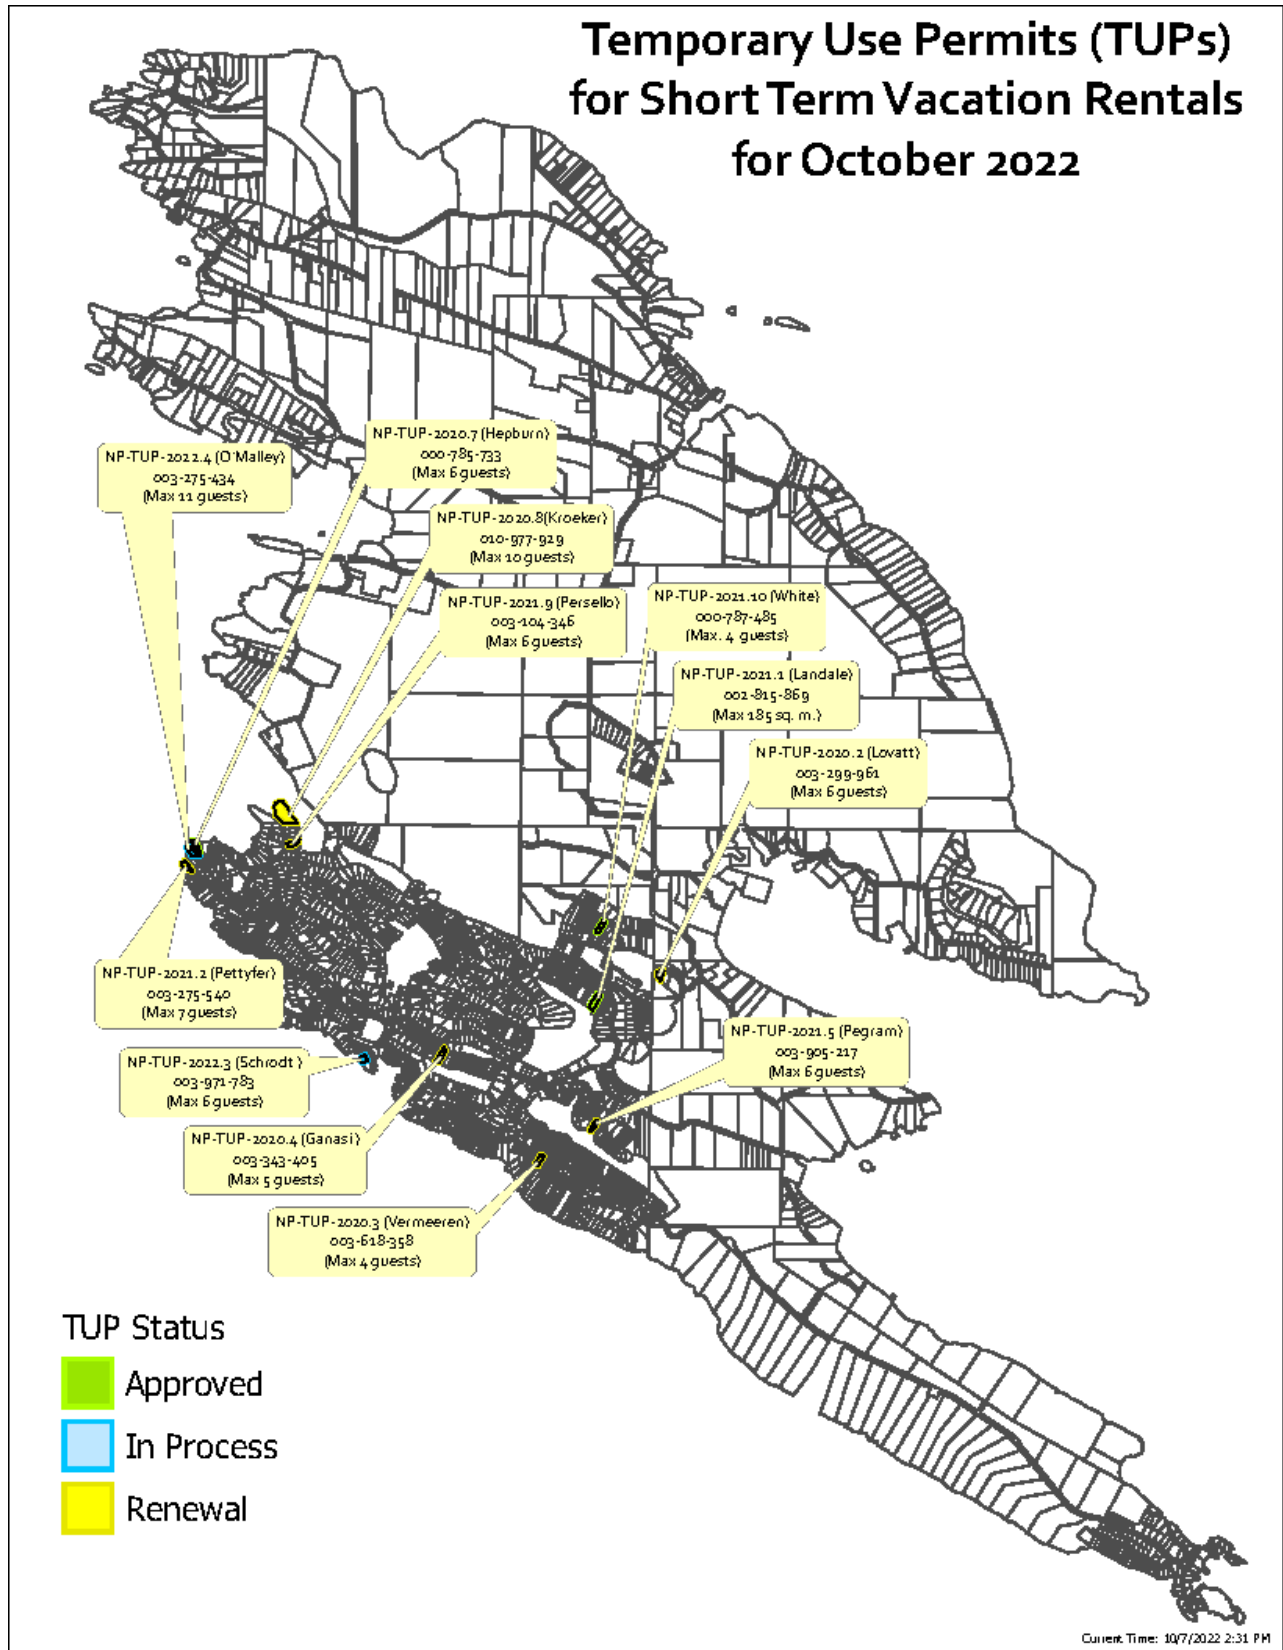 Temporary Use Permits (TUPs)
for Short Term Vacation Rentals
for October 2022
NP-TUP-2022.4 (O'Malley)
003-275-434
(Max 11 guests)
NP-TUP-2020.7 (Hepburn)
000-785-733
(Max 6 guests)
NP-TUP-2020.8(Kroeker)
010-977-929
(Max 10 guests)
NP-TUP-2021.9 (Persello)
003-104-346
(Max 6 guests)
NP-TUP-2021.10 (White)
000-787-485
(Max. 4 guests)
NP-TUP-2021.1 (Landale)
002-815-869
(Max 185 sq. m.)
NP-TUP-2020.2 (Lovatt)
003-299-961
(Max 6 guests)
NP-TUP-2021.2 (Pettyfer)
003-275-540
(Max 7 guests)
NP-TUP-2022.3 (Schrodt )
003-971-783
(Max 6 guests)
NP-TUP-2021.5 (Pegram)
003-905-217
(Max 6 guests)
NP-TUP-2020.4 (Ganasi)
003-343-405
(Max 5 guests)
NP-TUP-2020.3 (Vermeeren)
003-618-358
(Max 4 guests)
TUP Status
Approved
In Process
Renewal
Current Time: 10/7/2022 2:31 PM